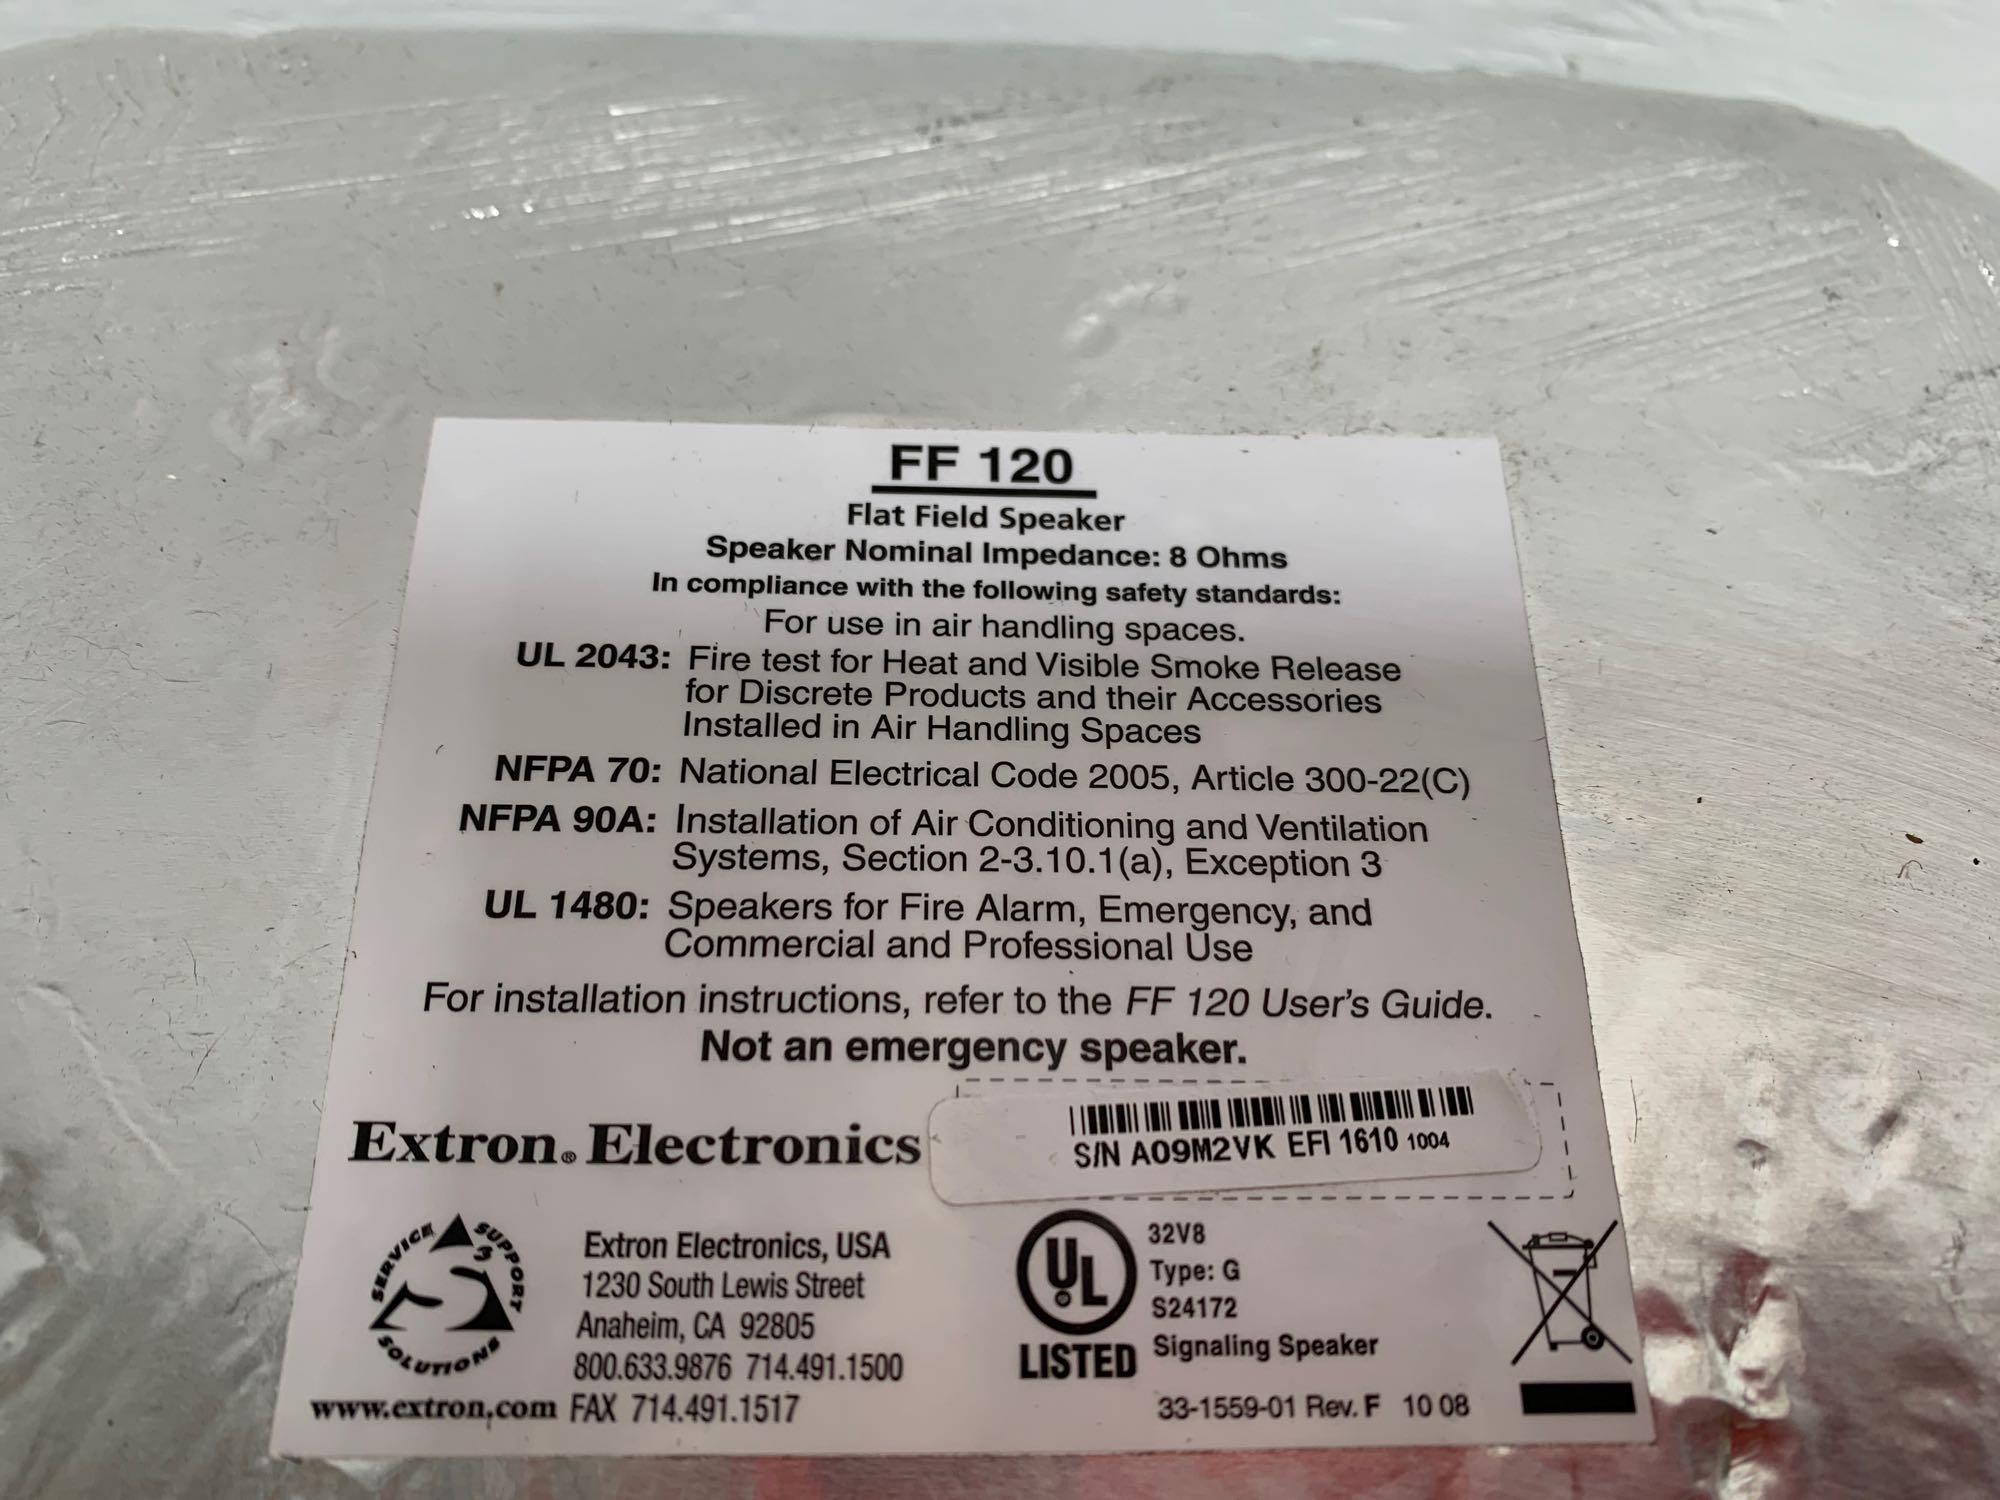 FF 120
Flat Field Speaker
Speaker Nominal Impedance: 8 Ohms
In compliance with the following safety standards:
For use in air handling spaces.
UL 2043: Fire test for Heat and Visible Smoke Release
for Discrete Products and their Accessories
Installed in Air Handling Spaces
NFPA 70: National Electrical Code 2005, Article 300-22(C)
NFPA 90A: Installation of Air Conditioning and Ventilation
Systems, Section 2-3.10.1(a), Exception 3
UL 1480: Speakers for Fire Alarm, Emergency, and
Commercial and Professional Use
For installation instructions, refer to the FF 120 User's Guide.
Not an emergency speaker.
Extron® Electronics
S/N A09M2VK EFI 1610 1004
SERVICE SUPPORT SOLUTIONS
Extron Electronics, USA
1230 South Lewis Street
Anaheim, CA 92805
800.633.9876 714.491.1500
www.extron.com FAX 714.491.1517
UL
LISTED
32V8
Type: G
S24172
Signaling Speaker
33-1559-01 Rev. F 10 08